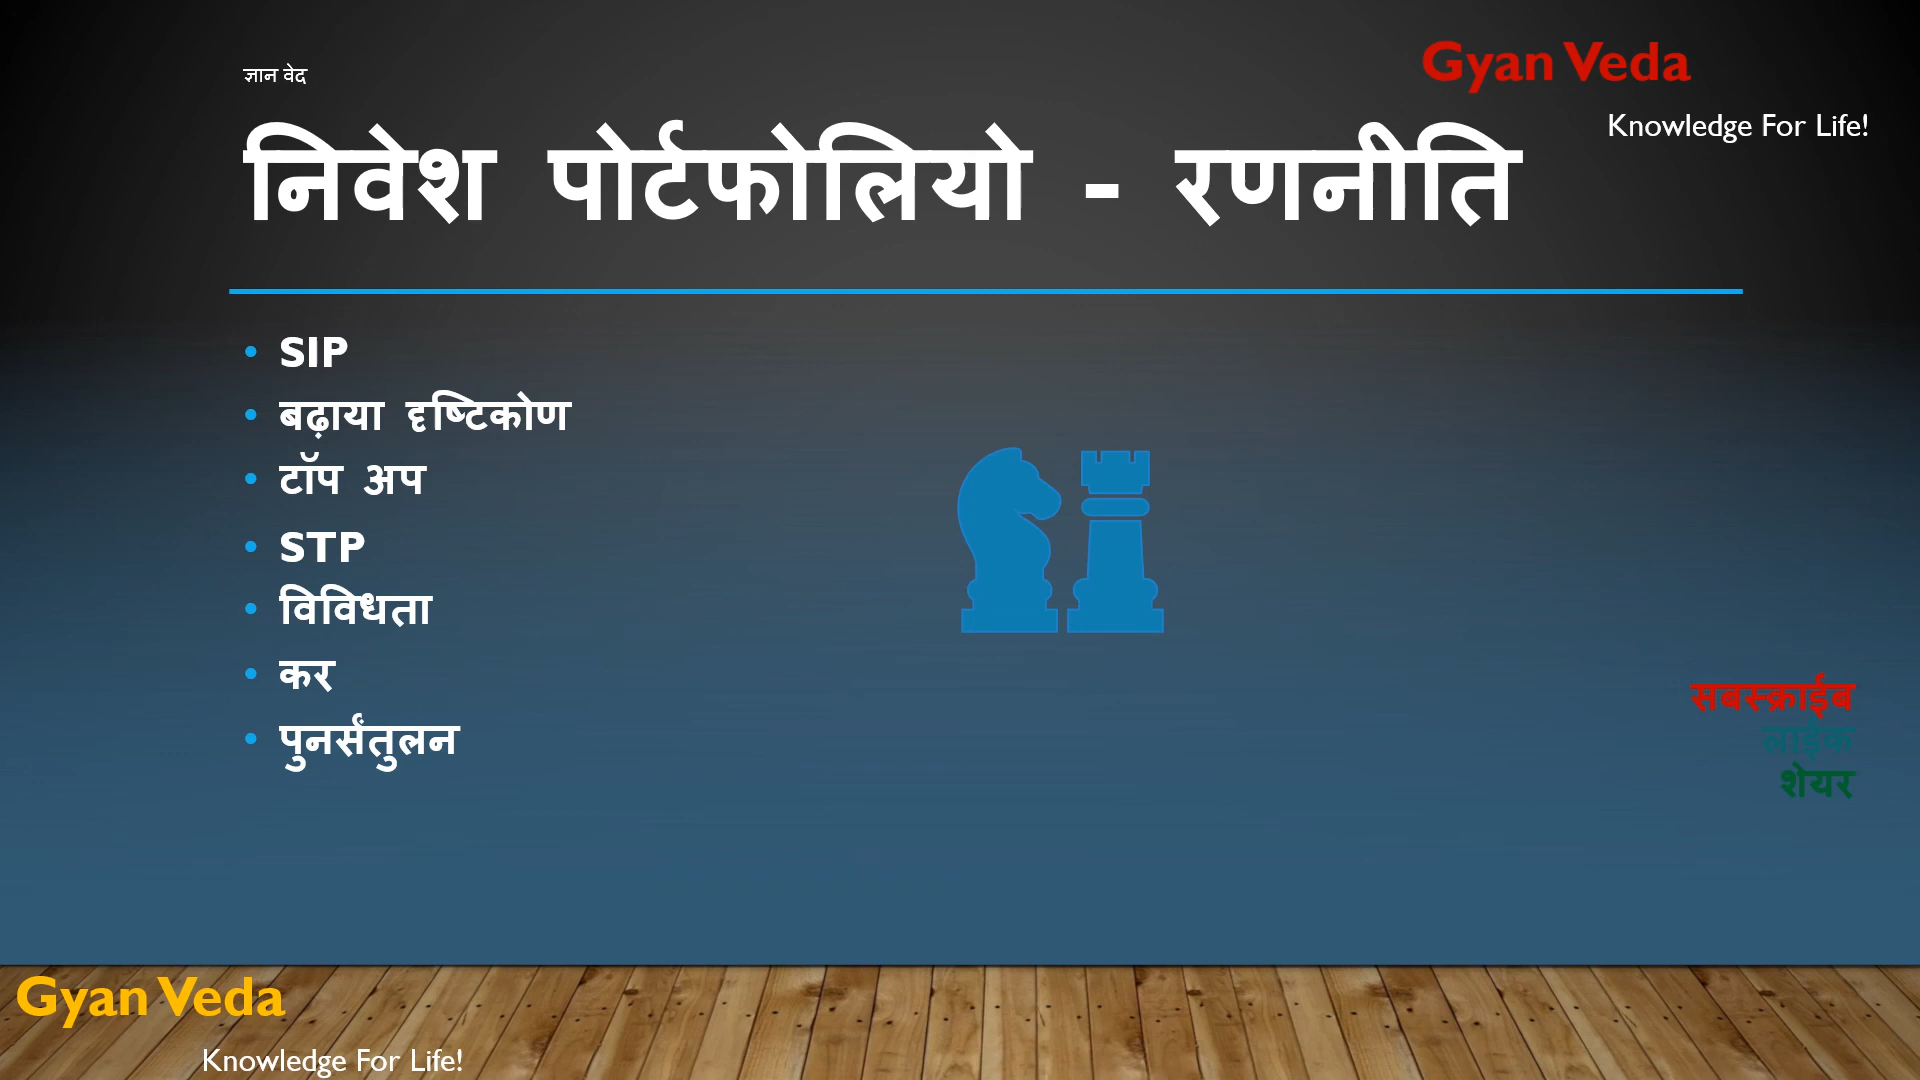 ज्ञान वेद
Gyan Veda
Knowledge For Life!
निवेश पोर्टफोलियो - रणनीति
• SIP
• बढ़ाया दृष्टिकोण
• टॉप अप
• STP
• विविधता
• कर
• पुनर्संतुलन
सबस्क्राईब
लाईक
शेयर
Gyan Veda
Knowledge For Life!